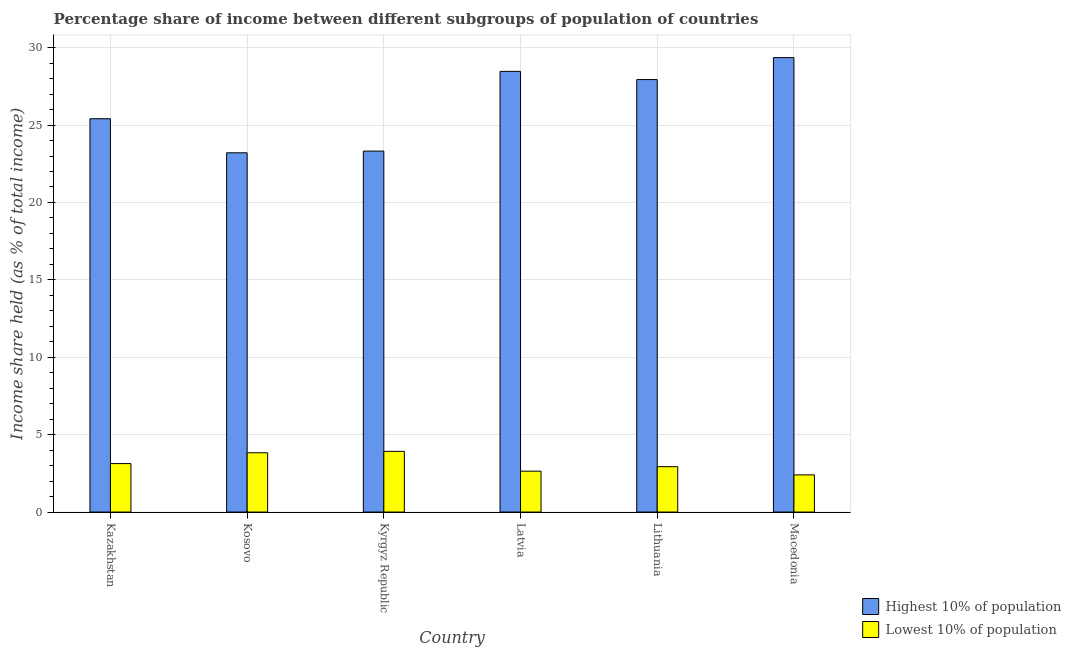 Percentage share of income between different subgroups of population of countries
Income share held (as % of total income)
30
25
20
15
10
5
0
Kazakhstan
Kosovo
Kyrgyz Republic
Latvia
Lithuania
Macedonia
Country
Highest 10% of population
Lowest 10% of population